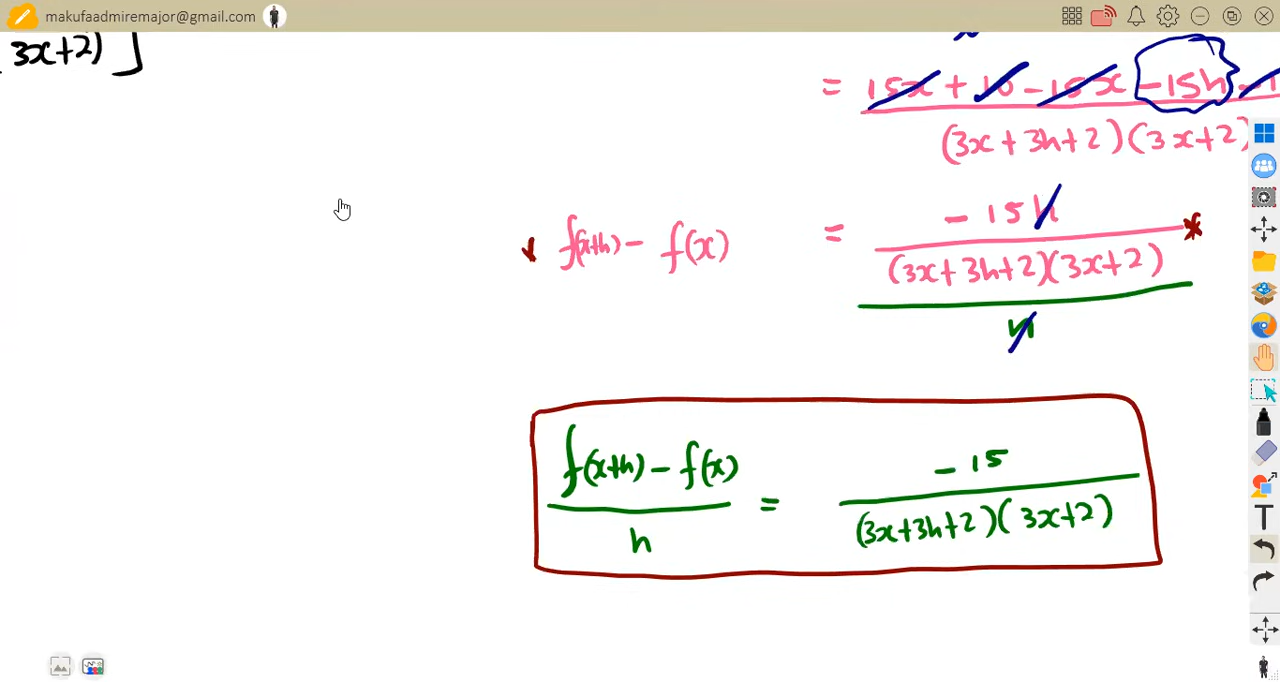 makufaadmiremajor@gmail.com
3x+2) ]
= 15x + 10 - 15x - 15h - 1
(3x + 3h + 2)(3x + 2)
f(x+h) - f(x) = - 15h *
(3x + 3h + 2)(3x + 2)
h
f(x+h) - f(x) = - 15
h (3x+3h+2)(3x+2)
T